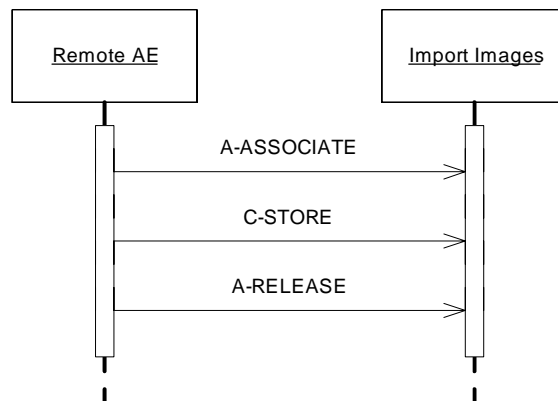 Remote AE
Import Images
A-ASSOCIATE
C-STORE
A-RELEASE